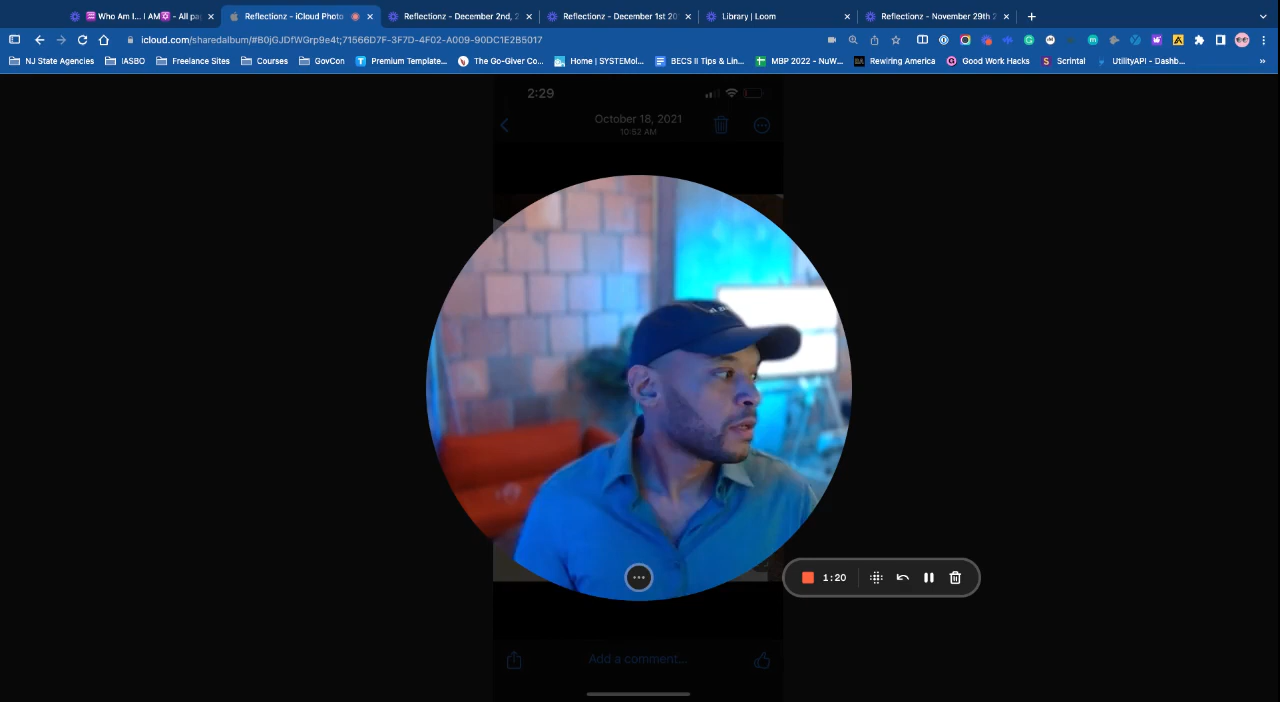 Who Am I... I AM - All pa
Reflectionz - iCloud Photo
Reflectionz - December 2nd, 2
Reflectionz - December 1st 20
Library | Loom
Reflectionz - November 29th 2
icloud.com/sharedalbum/#B0jGJDfWGrp9e4t;71566D7F-3F7D-4F02-A009-90DC1E2B5017
NJ State Agencies
IASBO
Freelance Sites
Courses
GovCon
Premium Template...
The Go-Giver Co...
Home | SYSTEMol...
BECS II Tips & Lin...
MBP 2022 - NuW...
Rewiring America
Good Work Hacks
Scrintal
UtilityAPI - Dashb...
»
2:29
October 18, 2021
10:52 AM
1:20
Add a comment...